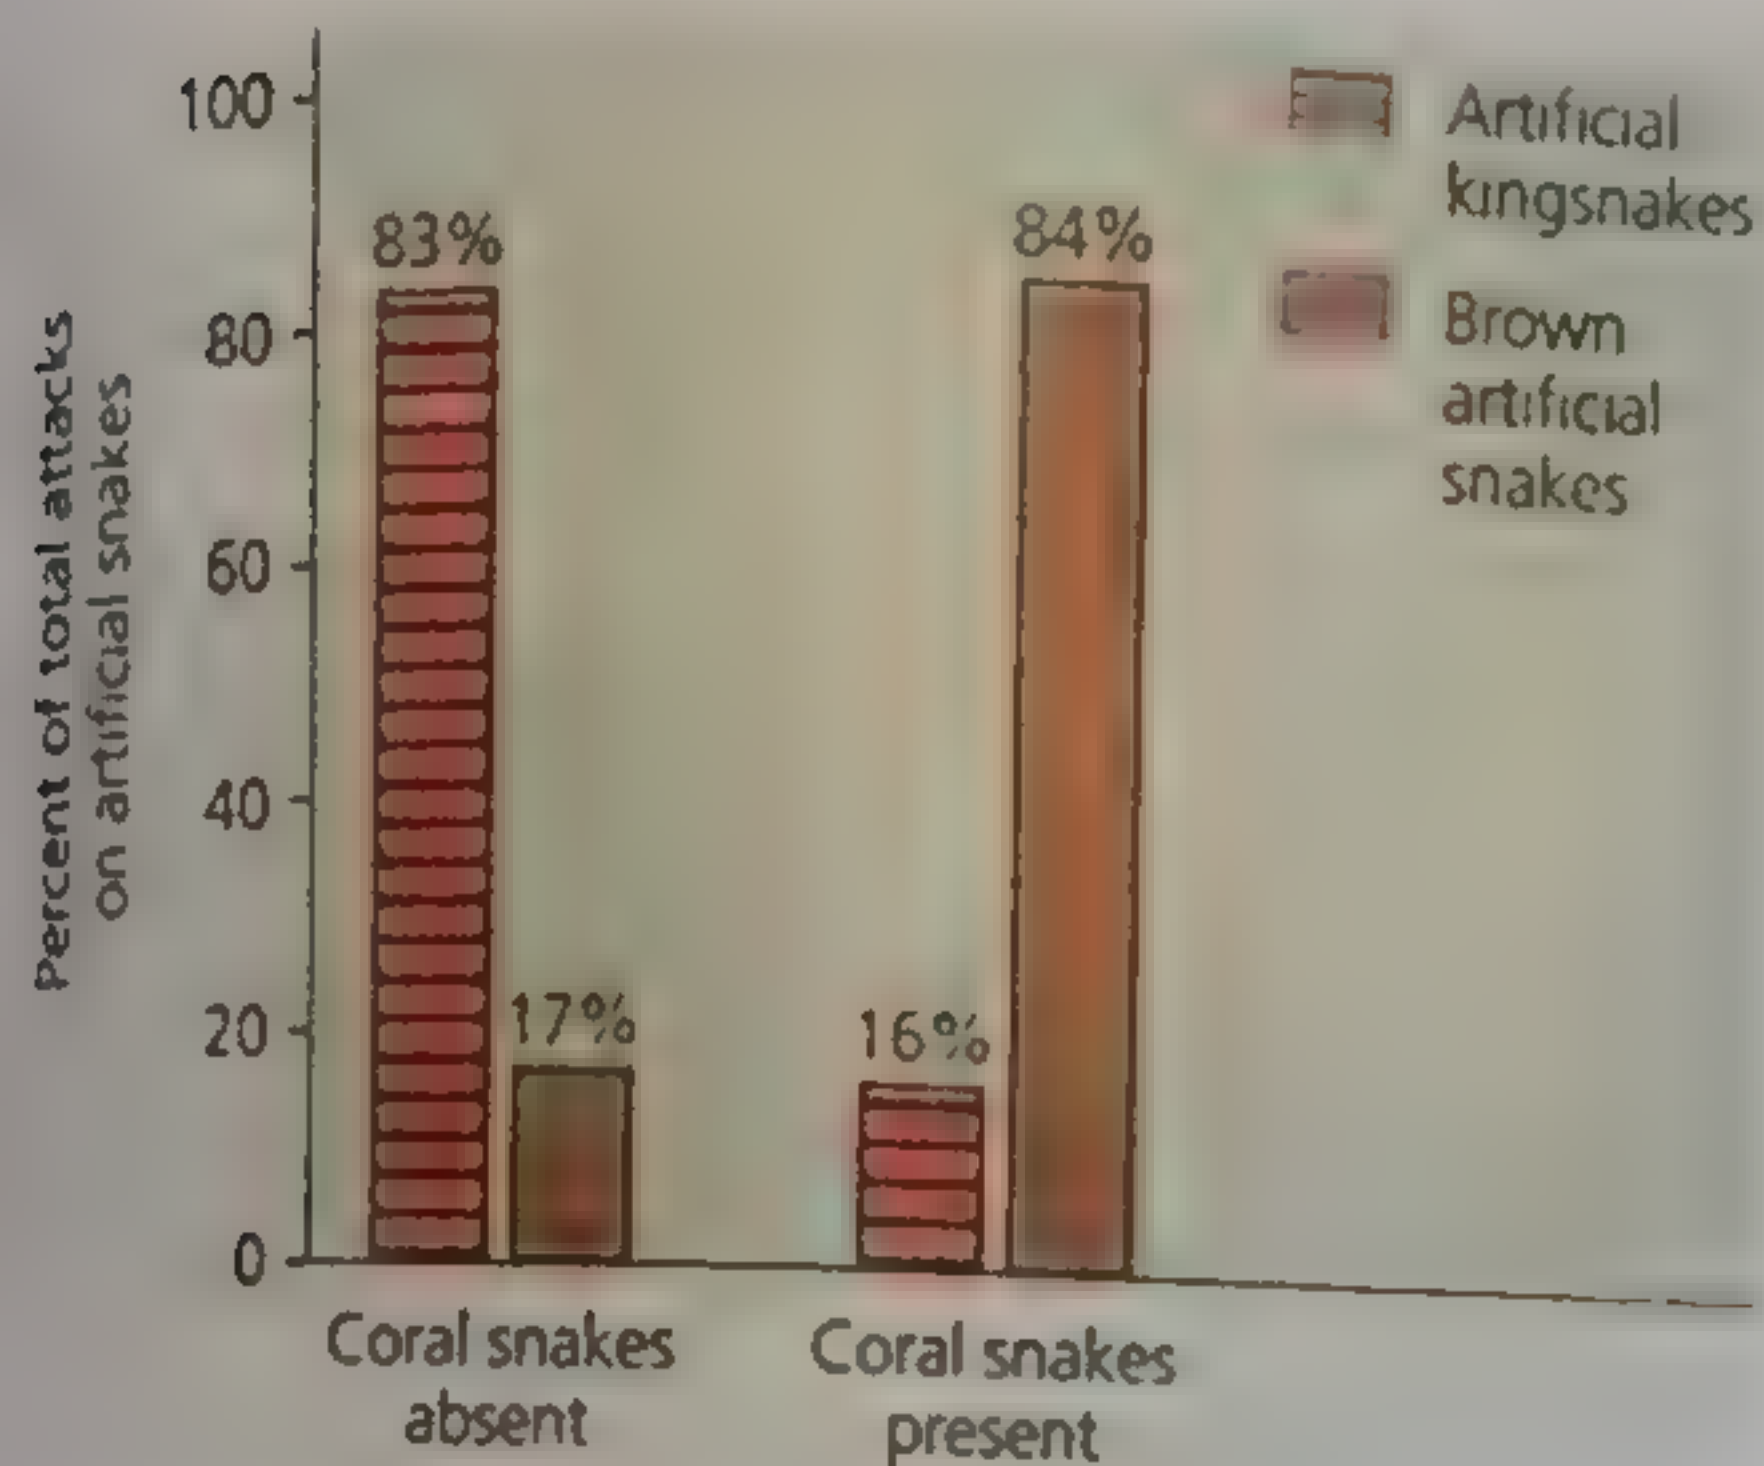 Percent of total attacks
on artificial snakes
100
80
60
40
20
0
83%
17%
16%
84%
Coral snakes
absent
Coral snakes
present
Artificial
kingsnakes
Brown
artificial
snakes